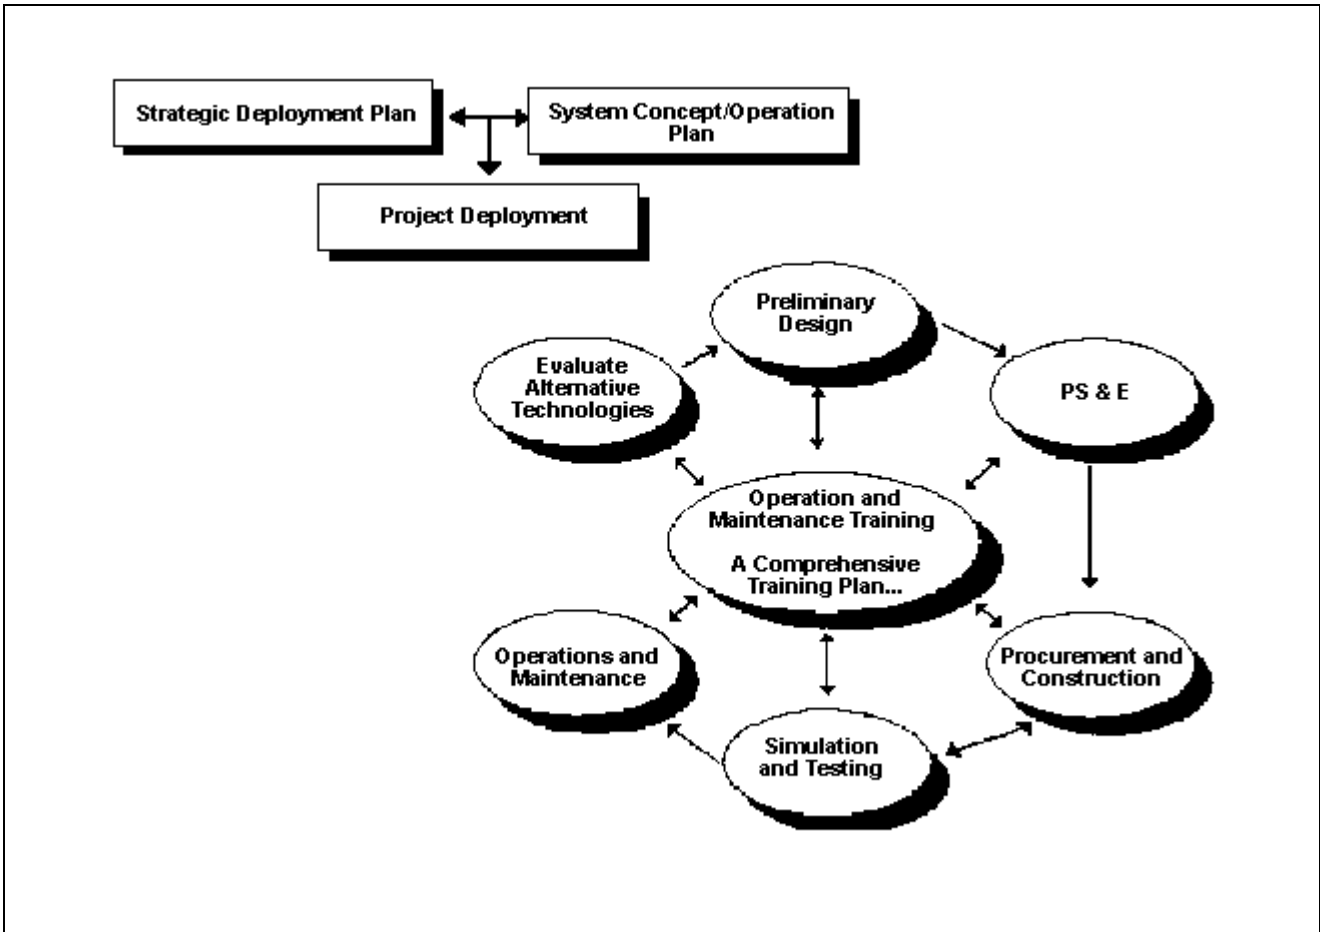 Strategic Deployment Plan
System Concept/Operation
Plan
Project Deployment
Preliminary
Design
Evaluate
Alternative
Technologies
PS & E
Operation and
Maintenance Training
A Comprehensive
Training Plan...
Operations and
Maintenance
Procurement and
Construction
Simulation
and Testing